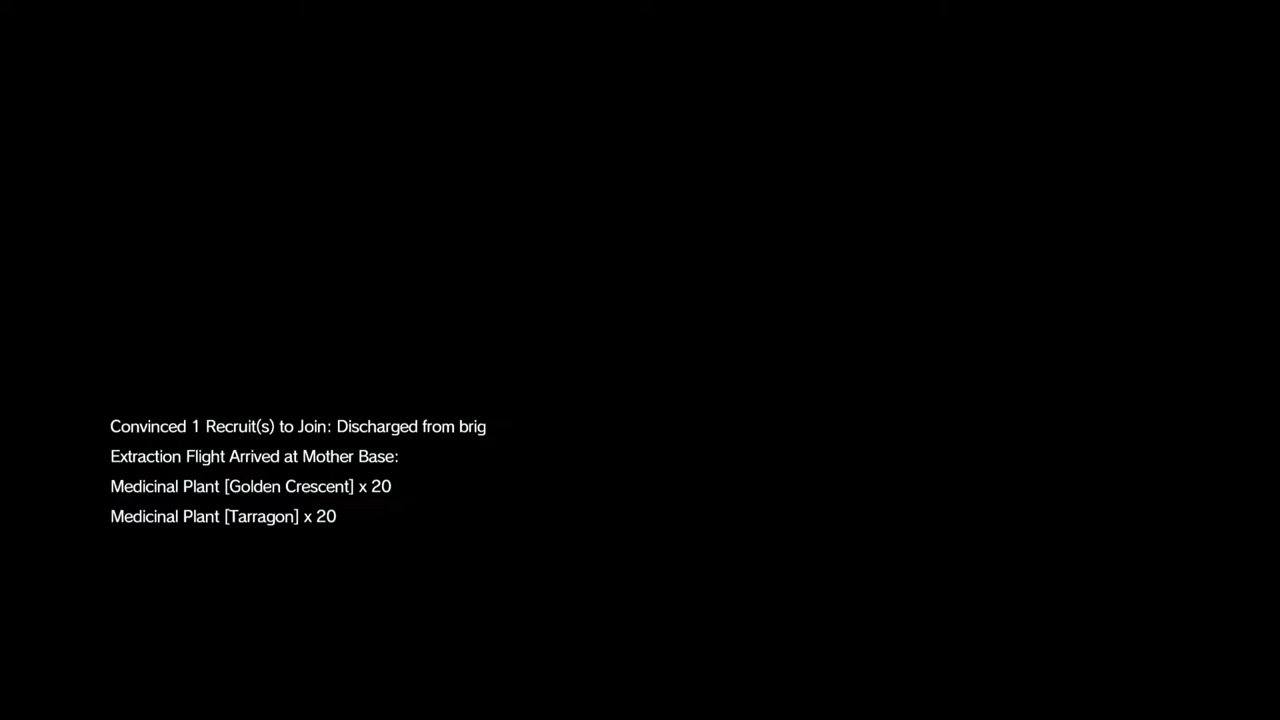 Convinced 1 Recruit(s) to Join: Discharged from brig
Extraction Flight Arrived at Mother Base:
Medicinal Plant [Golden Crescent] x 20
Medicinal Plant [Tarragon] x 20